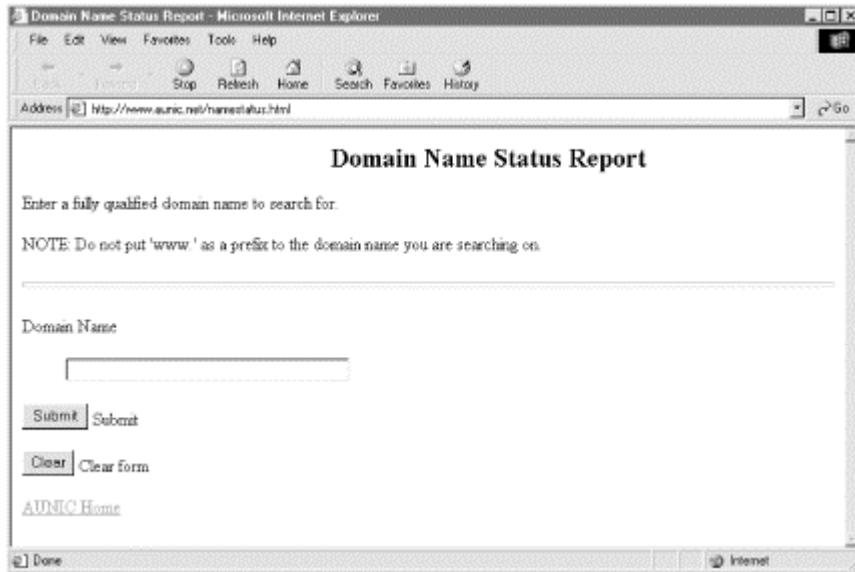 Domain Name Status Report - Microsoft Internet Explorer
File Edit View Favorites Tools Help
Back Forward Stop Refresh Home Search Favorites History
Address http://www.aunic.net/namestatus.html Go
Domain Name Status Report
Enter a fully qualified domain name to search for.
NOTE: Do not put 'www.' as a prefix to the domain name you are searching on.
Domain Name
Submit Submit
Clear Clear form
AUNIC Home
Done Internet